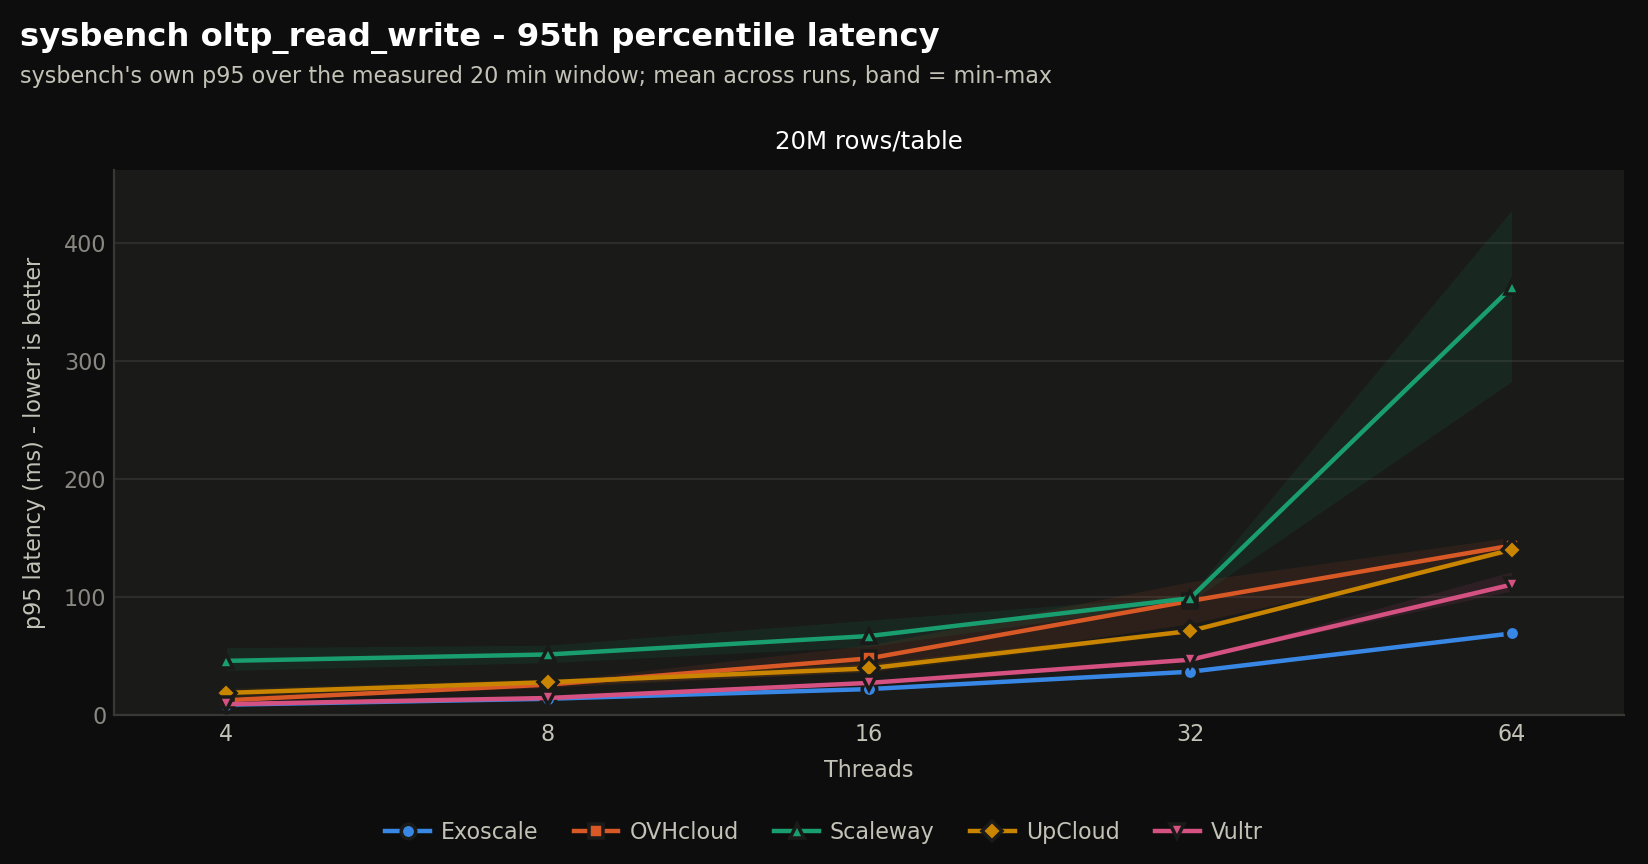 sysbench oltp_read_write - 95th percentile latency
sysbench's own p95 over the measured 20 min window; mean across runs, band = min-max
20M rows/table
p95 latency (ms) - lower is better
400
300
200
100
0
4 8 16 32 64
Threads
Exoscale OVHcloud Scaleway UpCloud Vultr